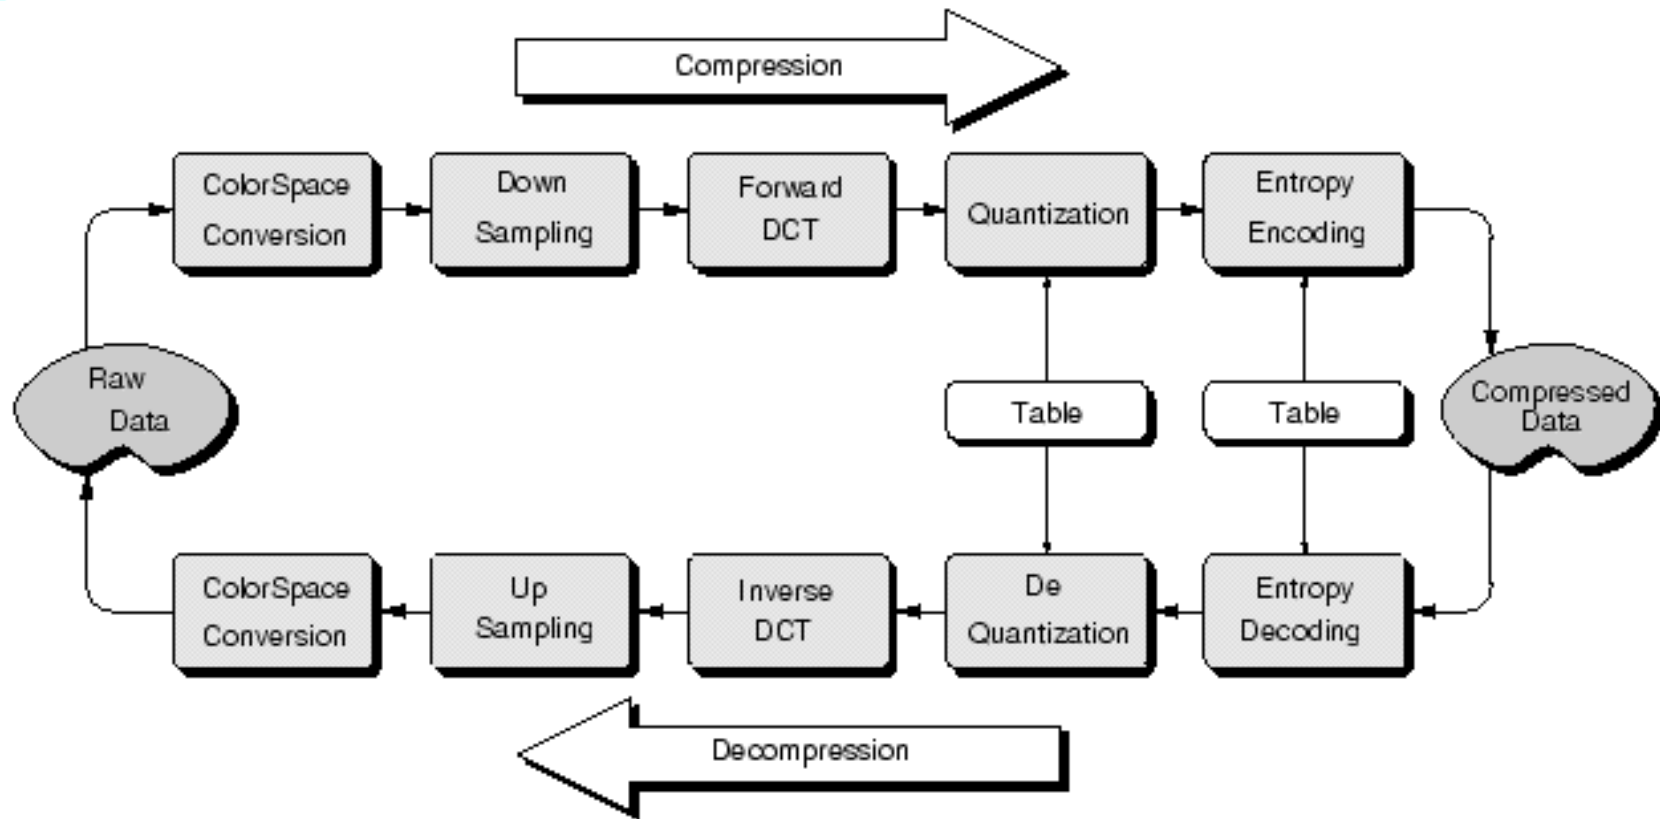 Compression
ColorSpace
Conversion
Down
Sampling
Forward
DCT
Quantization
Entropy
Encoding
Raw
Data
Table
Table
Compressed
Data
ColorSpace
Conversion
Up
Sampling
Inverse
DCT
De
Quantization
Entropy
Decoding
Decompression